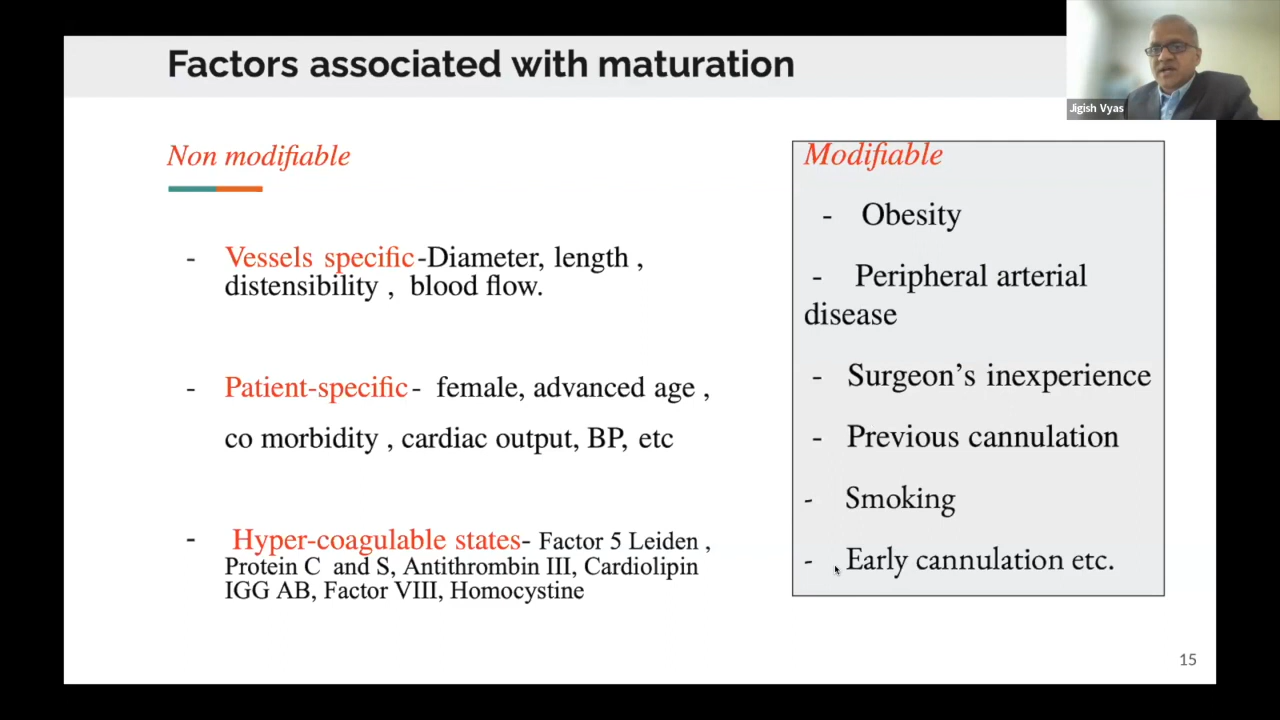 Factors associated with maturation
Jigish Vyas
Non modifiable
- Vessels specific-Diameter, length ,
distensibility , blood flow.
- Patient-specific- female, advanced age ,
co morbidity , cardiac output, BP, etc
- Hyper-coagulable states- Factor 5 Leiden ,
Protein C and S, Antithrombin III, Cardiolipin
IGG AB, Factor VIII, Homocystine
Modifiable
- Obesity
- Peripheral arterial
disease
- Surgeon’s inexperience
- Previous cannulation
- Smoking
- Early cannulation etc.
15